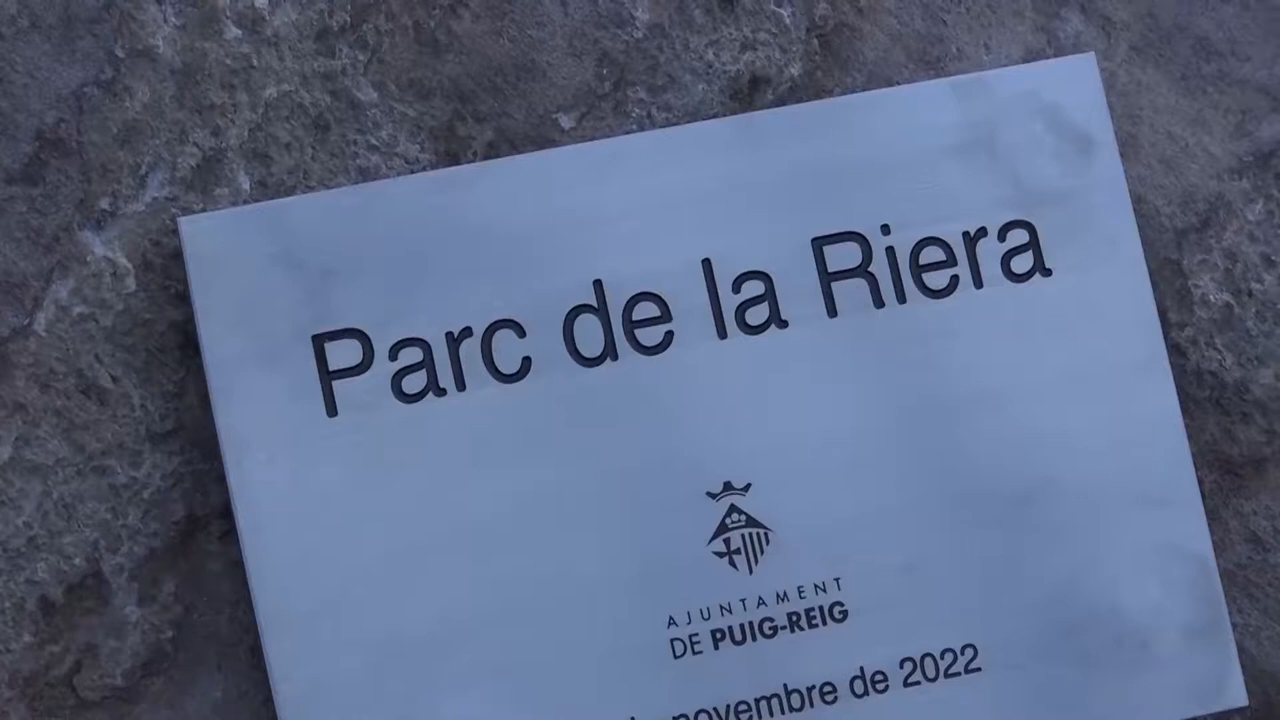 Parc de la Riera
AJUNTAMENT
DE PUIG-REIG
novembre de 2022